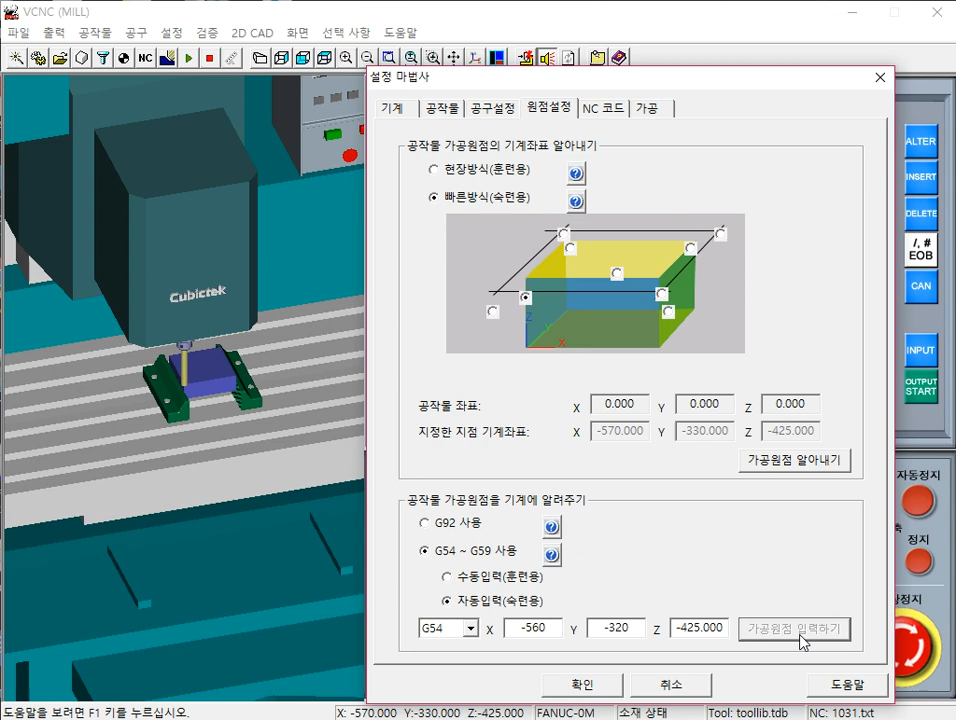 VCNC (MILL)
파일 출력 공작물 공구 설정 검증 2D CAD 화면 선택 사항 도움말
NC
설정 마법사
기계 공작물 공구설정 원점설정 NC 코드 가공
공작물 가공원점의 기계좌표 알아내기
현장방식(훈련용)
빠른방식(숙련용)
Z
Y
X
공작물 좌표: X 0.000 Y 0.000 Z 0.000
지정한 지점 기계좌표: X -570.000 Y -330.000 Z -425.000
가공원점 알아내기
공작물 가공원점을 기계에 알려주기
G92 사용
G54 ~ G59 사용
수동입력(훈련용)
자동입력(숙련용)
G54 X -560 Y -320 Z -425.000 가공원점 입력하기
확인 취소 도움말
Cubictek
ALTER
INSERT
DELETE
/, #
EOB
CAN
INPUT
OUTPUT
START
자동정지
정지
도움말을 보려면 F1 키를 누르십시오. X: -570.000 Y:-330.000 Z:-425.000 FANUC-0M 소재 상태 Tool: toollib.tdb NC: 1031.txt